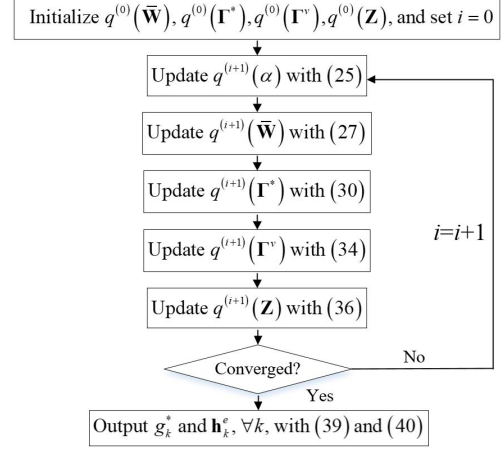 Initialize q^(0)(W̄), q^(0)(Γ*), q^(0)(Γ^v), q^(0)(Z), and set i = 0
Update q^(i+1)(α) with (25)
Update q^(i+1)(W̄) with (27)
Update q^(i+1)(Γ*) with (30)
i=i+1
Update q^(i+1)(Γ^v) with (34)
Update q^(i+1)(Z) with (36)
Converged?
No
Yes
Output g_k^* and h_k^e, ∀k, with (39) and (40)